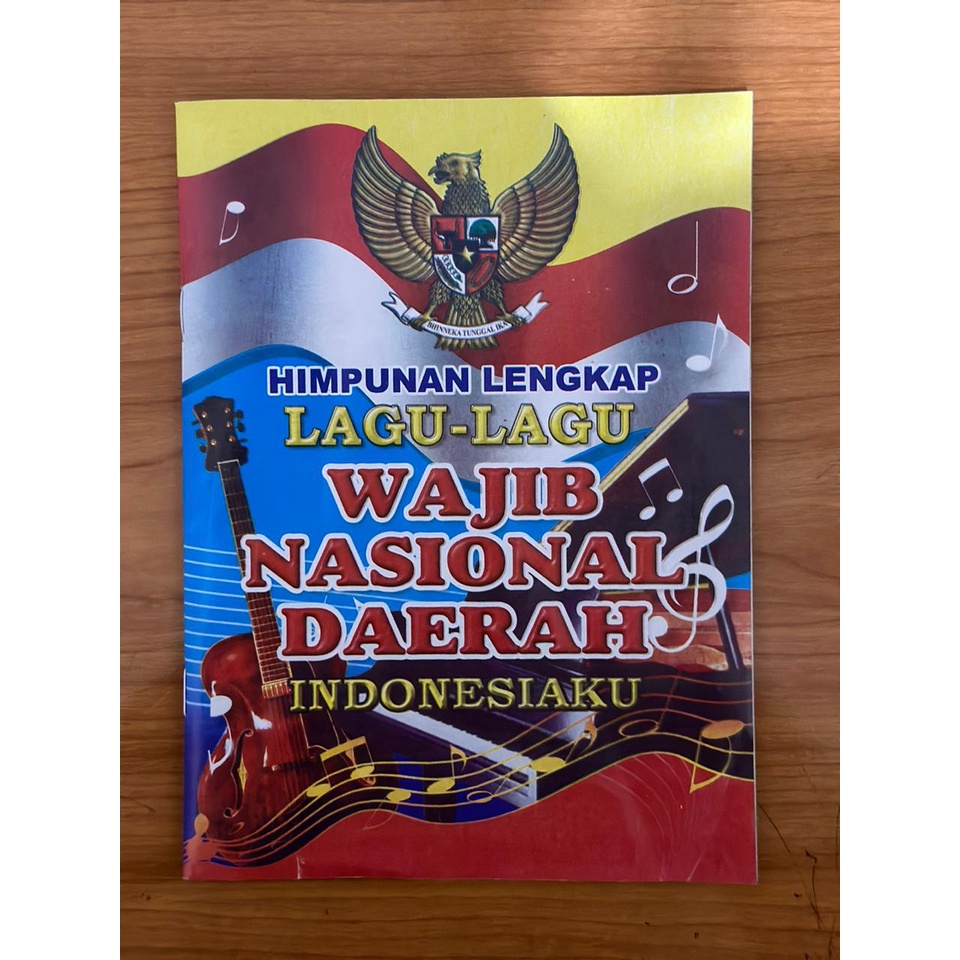 BHINNEKA TUNGGAL IKA
HIMPUNAN LENGKAP
LAGU-LAGU
WAJIB
NASIONAL
DAERAH
INDONESIAKU